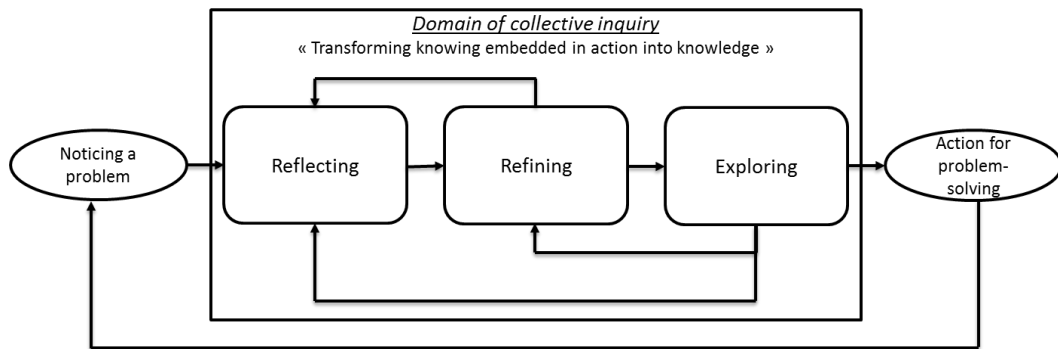 Domain of collective inquiry
« Transforming knowing embedded in action into knowledge »
Noticing a
problem
Reflecting
Refining
Exploring
Action for
problem-
solving